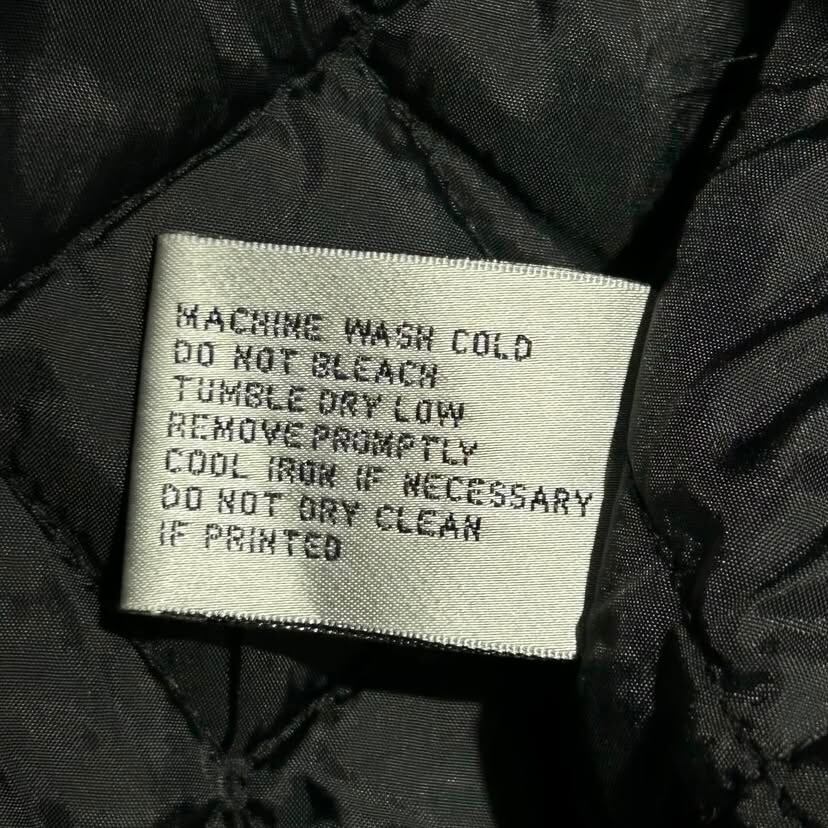 MACHINE WASH COLD
DO NOT BLEACH
TUMBLE DRY LOW
REMOVE PROMPTLY
COOL IRON IF NECESSARY
DO NOT DRY CLEAN
IF PRINTED